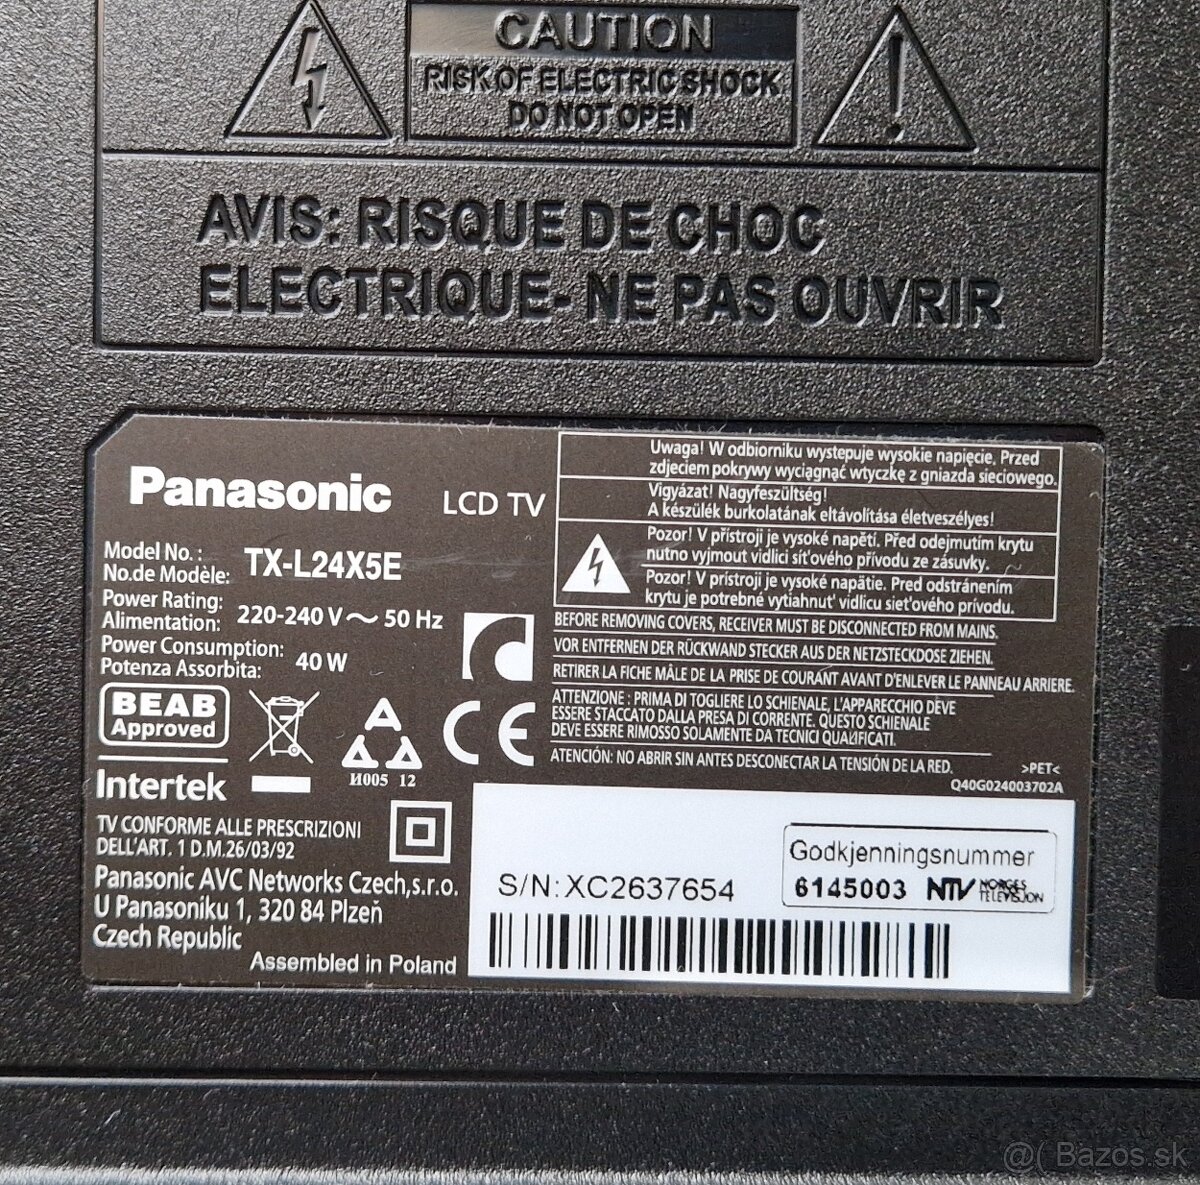 CAUTION
RISK OF ELECTRIC SHOCK
DO NOT OPEN
AVIS: RISQUE DE CHOC
ELECTRIQUE- NE PAS OUVRIR
Panasonic
LCD TV
Model No. :
No.de Modèle:
TX-L24X5E
Power Rating:
Alimentation:
220-240 V ~ 50 Hz
Power Consumption:
Potenza Assorbita:
40 W
BEAB
Approved
Intertek
И005 12
TV CONFORME ALLE PRESCRIZIONI
DELL'ART. 1 D.M.26/03/92
Panasonic AVC Networks Czech,s.r.o.
U Panasoniku 1, 320 84 Plzeň
Czech Republic
Assembled in Poland
Uwaga! W odbiorniku wystepuje wysokie napięcie. Przed
zdjeciem pokrywy wyciągnąć wtyczkę z gniazda sieciowego.
Vigyázat! Nagyfeszültség!
A készülék burkolatának eltávolítása életveszélyes!
Pozor! V přístroji je vysoké napětí. Před odejmutím krytu
nutno vyjmout vidlici síťového přívodu ze zásuvky.
Pozor! V prístroji je vysoké napätie. Pred odstránením
krytu je potrebné vytiahnuť vidlicu sieťového prívodu.
BEFORE REMOVING COVERS, RECEIVER MUST BE DISCONNECTED FROM MAINS.
VOR ENTFERNEN DER RÜCKWAND STECKER AUS DER NETZSTECKDOSE ZIEHEN.
RETIRER LA FICHE MÂLE DE LA PRISE DE COURANT AVANT D'ENLEVER LE PANNEAU ARRIERE.
ATTENZIONE : PRIMA DI TOGLIERE LO SCHIENALE, L'APPARECCHIO DÈVE
ESSERE STACCATO DALLA PRESA DI CORRENTE. QUESTO SCHIENALE
DEVE ESSERE RIMOSSO SOLAMENTE DA TECNICI QUALIFICATI.
ATENCIÓN: NO ABRIR SIN ANTES DESCONECTAR LA TENSIÓN DE LA RED.
>PET<
Q40G024003702A
S/N: XC2637654
Godkjenningsnummer
6145003 NTV NORGES
TELEVISJON
@( Bazos.sk